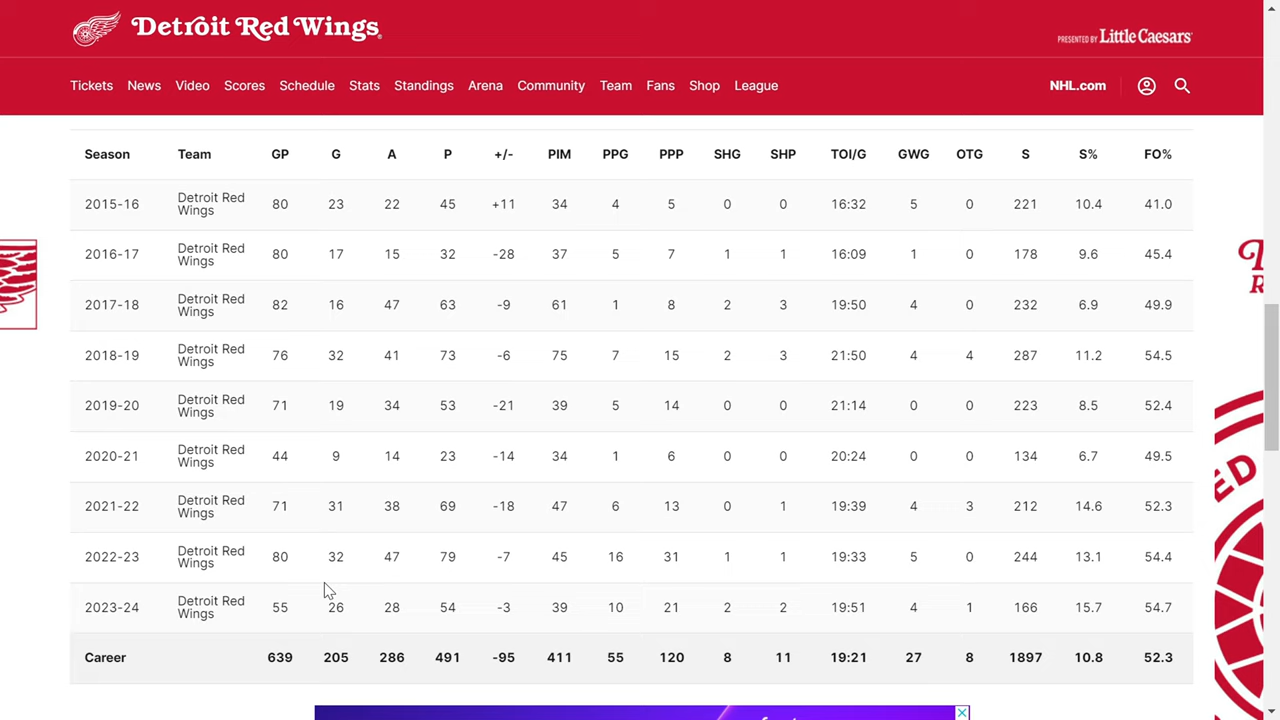 Detroit Red Wings
PRESENTED BY Little Caesars
Tickets News Video Scores Schedule Stats Standings Arena Community Team Fans Shop League NHL.com
Season Team GP G A P +/- PIM PPG PPP SHG SHP TOI/G GWG OTG S S% FO%
2015-16 Detroit Red Wings 80 23 22 45 +11 34 4 5 0 0 16:32 5 0 221 10.4 41.0
2016-17 Detroit Red Wings 80 17 15 32 -28 37 5 7 1 1 16:09 1 0 178 9.6 45.4
2017-18 Detroit Red Wings 82 16 47 63 -9 61 1 8 2 3 19:50 4 0 232 6.9 49.9
2018-19 Detroit Red Wings 76 32 41 73 -6 75 7 15 2 3 21:50 4 4 287 11.2 54.5
2019-20 Detroit Red Wings 71 19 34 53 -21 39 5 14 0 0 21:14 0 0 223 8.5 52.4
2020-21 Detroit Red Wings 44 9 14 23 -14 34 1 6 0 0 20:24 0 0 134 6.7 49.5
2021-22 Detroit Red Wings 71 31 38 69 -18 47 6 13 0 1 19:39 4 3 212 14.6 52.3
2022-23 Detroit Red Wings 80 32 47 79 -7 45 16 31 1 1 19:33 5 0 244 13.1 54.4
2023-24 Detroit Red Wings 55 26 28 54 -3 39 10 21 2 2 19:51 4 1 166 15.7 54.7
Career 639 205 286 491 -95 411 55 120 8 11 19:21 27 8 1897 10.8 52.3